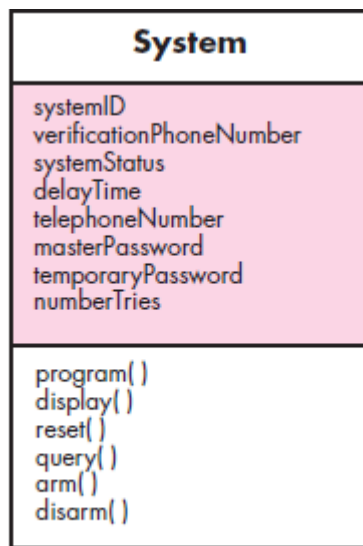 System
systemID
verificationPhoneNumber
systemStatus
delayTime
telephoneNumber
masterPassword
temporaryPassword
numberTries
program( )
display( )
reset( )
query( )
arm( )
disarm( )